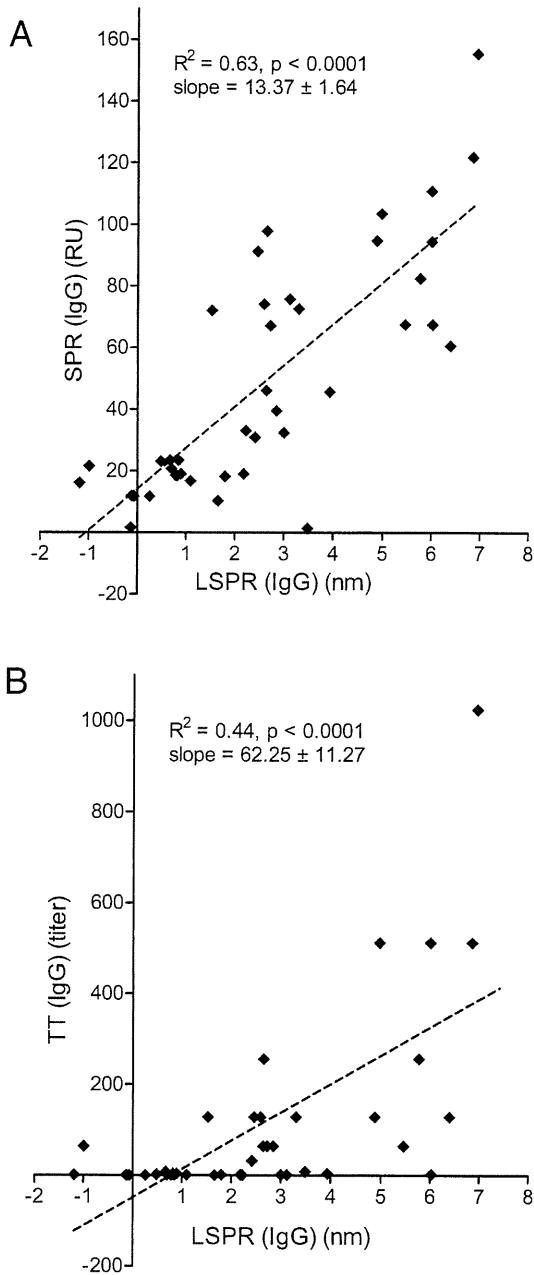 A
160
140
120
100
80
60
40
20
-20
SPR (IgG) (RU)
R² = 0.63, p < 0.0001
slope = 13.37 ± 1.64
-2 -1 1 2 3 4 5 6 7 8
LSPR (IgG) (nm)
B
1000
800
600
400
200
-200
TT (IgG) (titer)
R² = 0.44, p < 0.0001
slope = 62.25 ± 11.27
-2 -1 1 2 3 4 5 6 7 8
LSPR (IgG) (nm)